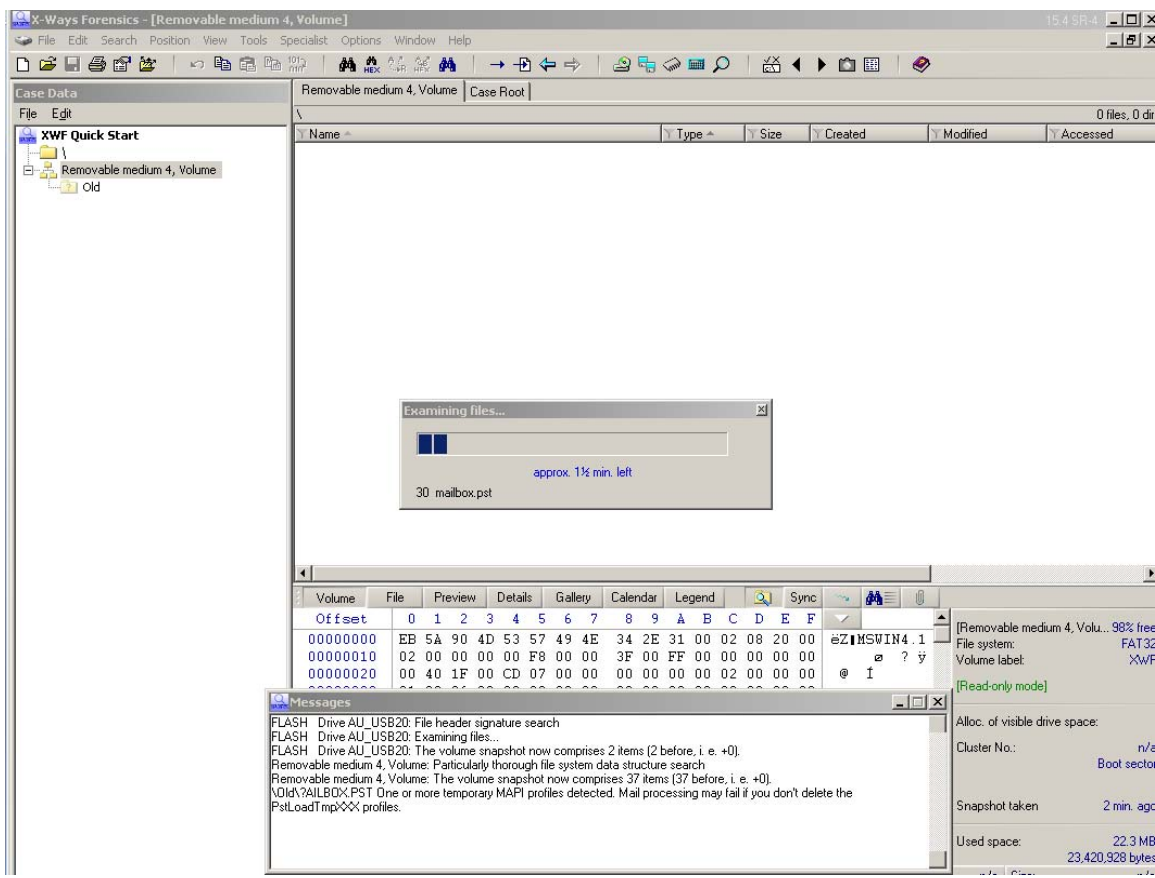 X-Ways Forensics - [Removable medium 4, Volume]
15.4 SR-4
File Edit Search Position View Tools Specialist Options Window Help
Case Data
File Edit
XWF Quick Start
\
Removable medium 4, Volume
Old
Removable medium 4, Volume Case Root
\
0 files, 0 dir
Name Type Size Created Modified Accessed
Examining files...
approx. 1½ min. left
30 mailbox.pst
Volume File Preview Details Gallery Calendar Legend Sync
Offset 0 1 2 3 4 5 6 7 8 9 A B C D E F
00000000 EB 5A 90 4D 53 57 49 4E 34 2E 31 00 02 08 20 00 ëZ MSWIN4.1
00000010 02 00 00 00 00 F8 00 00 3F 00 FF 00 00 00 00 00 ø ? ÿ
00000020 00 40 1F 00 CD 07 00 00 00 00 00 00 02 00 00 00 @ Í
[Removable medium 4, Volu... 98% free
File system: FAT32
Volume label: XWF
[Read-only mode]
Alloc. of visible drive space:
Cluster No.: n/a
Boot sector
Snapshot taken 2 min. ago
Used space: 22.3 MB
23,420,928 bytes
Messages
FLASH Drive AU_USB20: File header signature search
FLASH Drive AU_USB20: Examining files...
FLASH Drive AU_USB20: The volume snapshot now comprises 2 items (2 before, i. e. +0).
Removable medium 4, Volume: Particularly thorough file system data structure search
Removable medium 4, Volume: The volume snapshot now comprises 37 items (37 before, i. e. +0).
\Old\?AILBOX.PST One or more temporary MAPI profiles detected. Mail processing may fail if you don't delete the
PstLoadTmpXXX profiles.